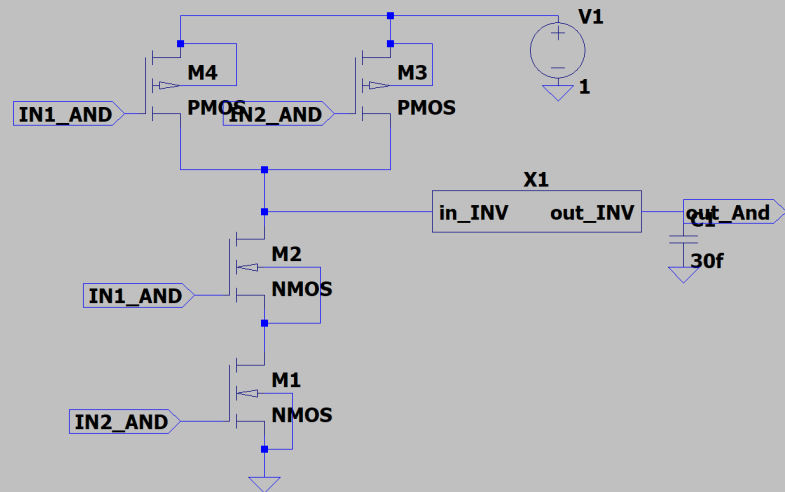 V1
M4
M3
1
PMOS
PMOS
IN1_AND
IN2_AND
X1
in_INV
out_INV
out_And
C1
M2
30f
IN1_AND
NMOS
M1
IN2_AND
NMOS